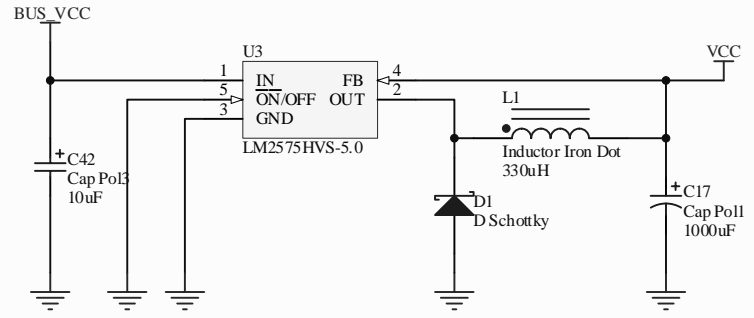 BUS_VCC
VCC
U3
1
IN
FB
4
5
ON/OFF
OUT
2
3
GND
LM2575HVS-5.0
L1
Inductor Iron Dot
330uH
+
C42
Cap Pol3
10uF
D1
D Schottky
+
C17
Cap Pol1
1000uF